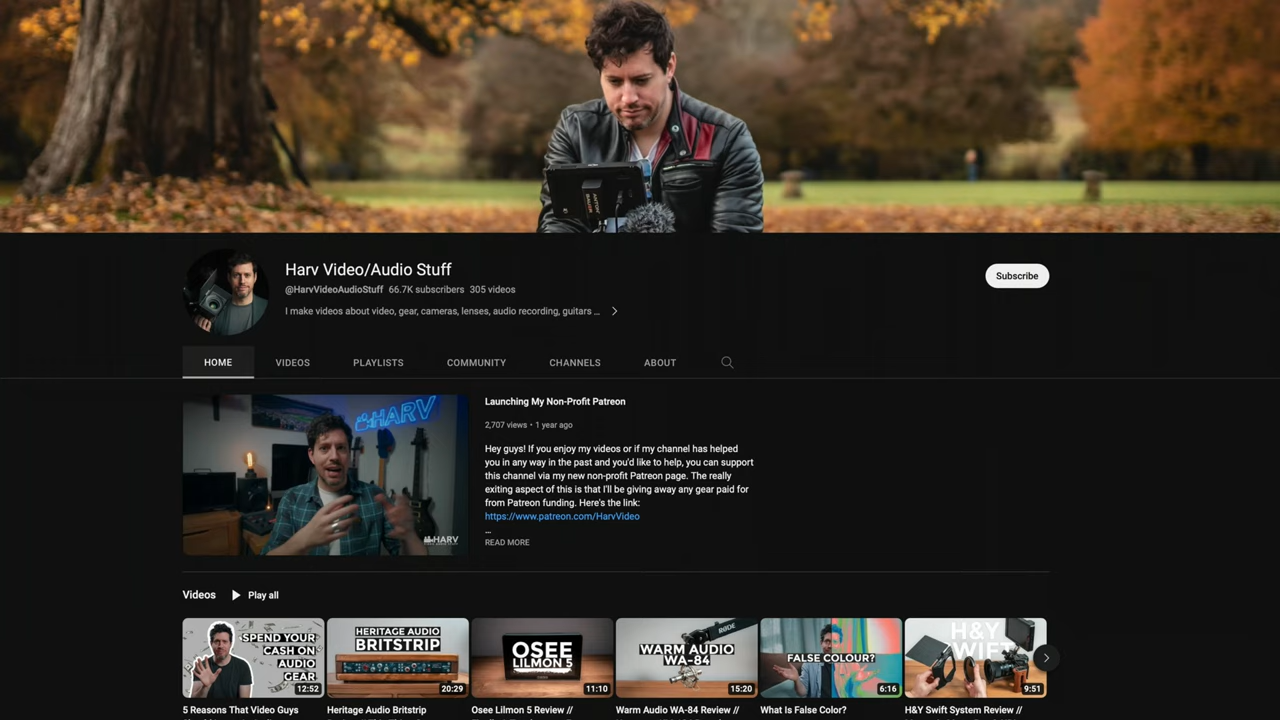 Harv Video/Audio Stuff
@HarvVideoAudioStuff 66.7K subscribers 305 videos
I make videos about video, gear, cameras, lenses, audio recording, guitars ...
Subscribe
HOME VIDEOS PLAYLISTS COMMUNITY CHANNELS ABOUT
HARV
HARV
Launching My Non-Profit Patreon
2,707 views • 1 year ago
Hey guys! If you enjoy my videos or if my channel has helped
you in any way in the past and you'd like to help, you can support
this channel via my new non-profit Patreon page. The really
exiting aspect of this is that I'll be giving away any gear paid for
from Patreon funding. Here's the link:
https://www.patreon.com/HarvVideo
...
READ MORE
Videos Play all
SPEND YOUR
CASH ON
AUDIO
GEAR
12:52
HERITAGE AUDIO
BRITSTRIP
20:29
OSEE
LILMON 5
11:10
RODE
WARM AUDIO
WA-84
15:20
FALSE COLOUR?
6:16
H&Y
SWIFT
9:51
5 Reasons That Video Guys
Heritage Audio Britstrip
Osee Lilmon 5 Review //
Warm Audio WA-84 Review //
What Is False Color?
H&Y Swift System Review //